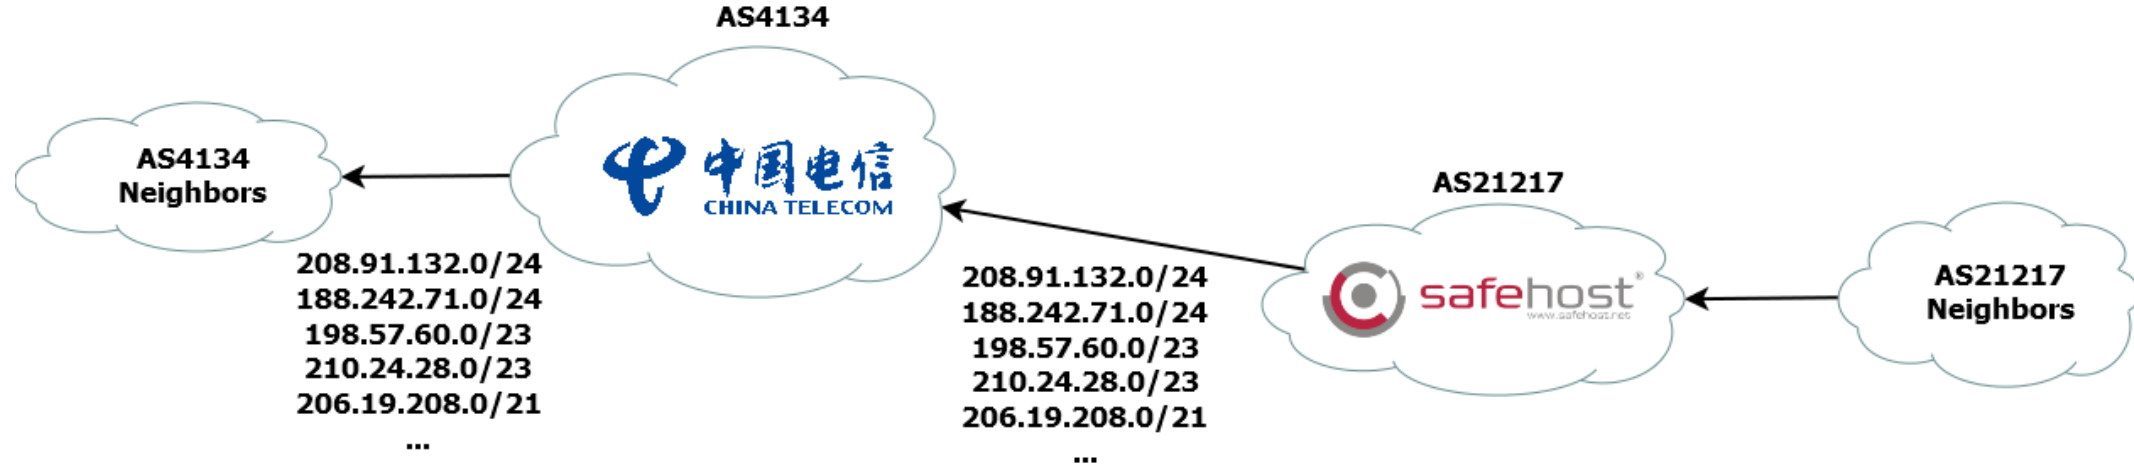 AS4134
AS4134
Neighbors
中国电信
CHINA TELECOM
208.91.132.0/24
188.242.71.0/24
198.57.60.0/23
210.24.28.0/23
206.19.208.0/21
...
208.91.132.0/24
188.242.71.0/24
198.57.60.0/23
210.24.28.0/23
206.19.208.0/21
...
AS21217
safehost®
www.safehost.net
AS21217
Neighbors